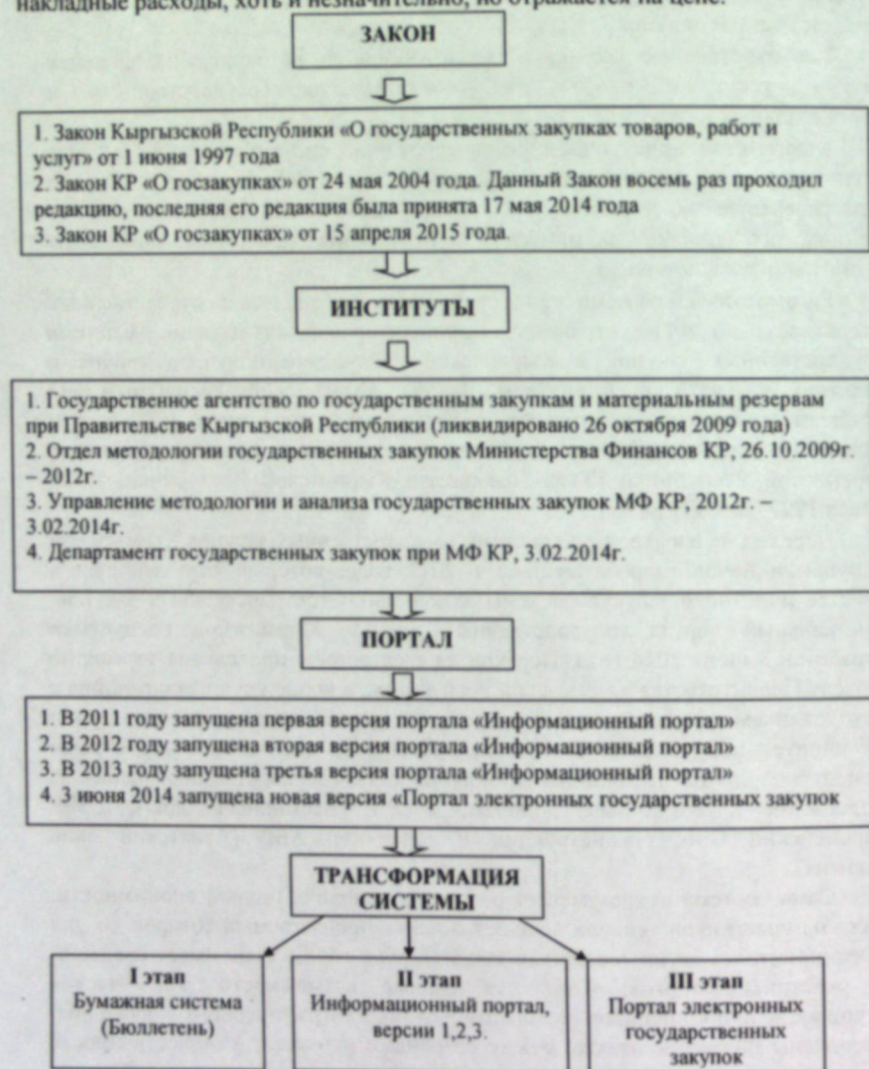 накладные расходы, хоть и незначительно, но отражается на цене.
ЗАКОН
1. Закон Кыргызской Республики «О государственных закупках товаров, работ и
услуг» от 1 июня 1997 года
2. Закон КР «О госзакупках» от 24 мая 2004 года. Данный Закон восемь раз проходил
редакцию, последняя его редакция была принята 17 мая 2014 года
3. Закон КР «О госзакупках» от 15 апреля 2015 года.
ИНСТИТУТЫ
1. Государственное агентство по государственным закупкам и материальным резервам
при Правительстве Кыргызской Республики (ликвидировано 26 октября 2009 года)
2. Отдел методологии государственных закупок Министерства Финансов КР, 26.10.2009г.
– 2012г.
3. Управление методологии и анализа государственных закупок МФ КР, 2012г. –
3.02.2014г.
4. Департамент государственных закупок при МФ КР, 3.02.2014г.
ПОРТАЛ
1. В 2011 году запущена первая версия портала «Информационный портал»
2. В 2012 году запущена вторая версия портала «Информационный портал»
3. В 2013 году запущена третья версия портала «Информационный портал»
4. 3 июня 2014 запущена новая версия «Портал электронных государственных закупок
ТРАНСФОРМАЦИЯ
СИСТЕМЫ
I этап
Бумажная система
(Бюллетень)
II этап
Информационный портал,
версии 1,2,3.
III этап
Портал электронных
государственных
закупок